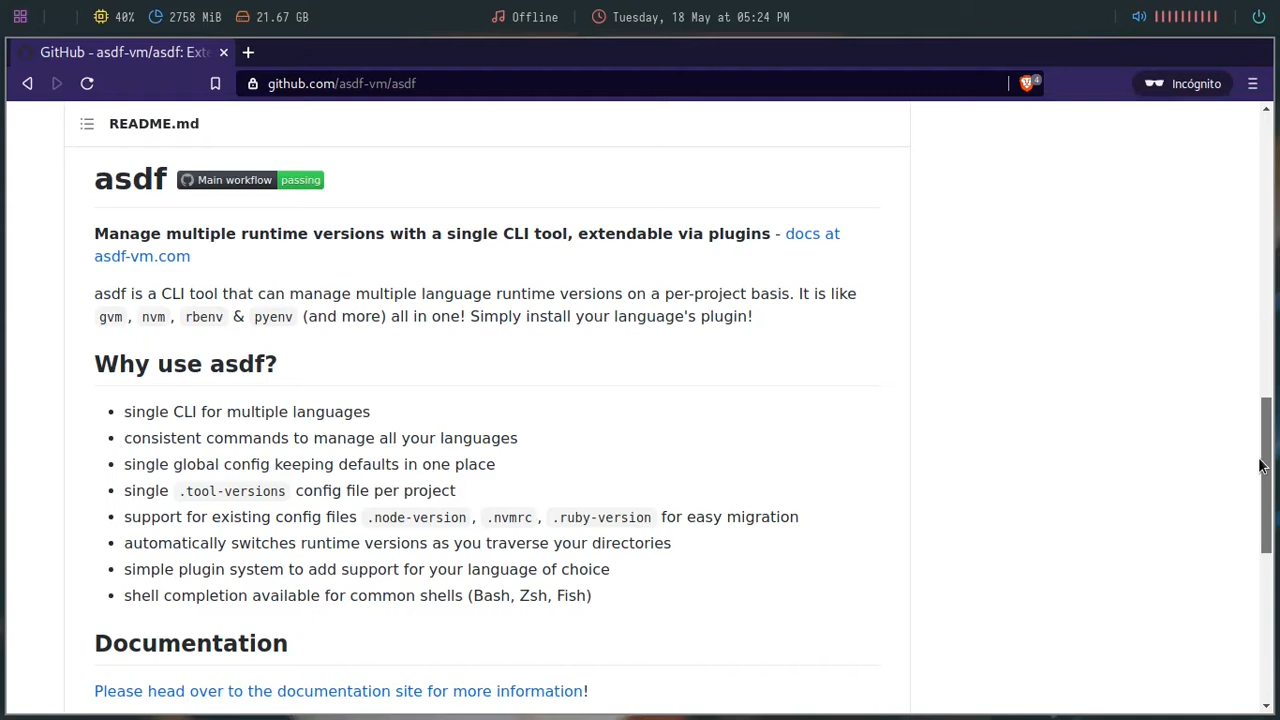 40% 2758 MiB 21.67 GB Offline Tuesday, 18 May at 05:24 PM
GitHub - asdf-vm/asdf: Exte
github.com/asdf-vm/asdf 4 Incógnito
README.md
asdf Main workflow passing
Manage multiple runtime versions with a single CLI tool, extendable via plugins - docs at
asdf-vm.com
asdf is a CLI tool that can manage multiple language runtime versions on a per-project basis. It is like
gvm, nvm, rbenv & pyenv (and more) all in one! Simply install your language's plugin!
Why use asdf?
• single CLI for multiple languages
• consistent commands to manage all your languages
• single global config keeping defaults in one place
• single .tool-versions config file per project
• support for existing config files .node-version, .nvmrc, .ruby-version for easy migration
• automatically switches runtime versions as you traverse your directories
• simple plugin system to add support for your language of choice
• shell completion available for common shells (Bash, Zsh, Fish)
Documentation
Please head over to the documentation site for more information!